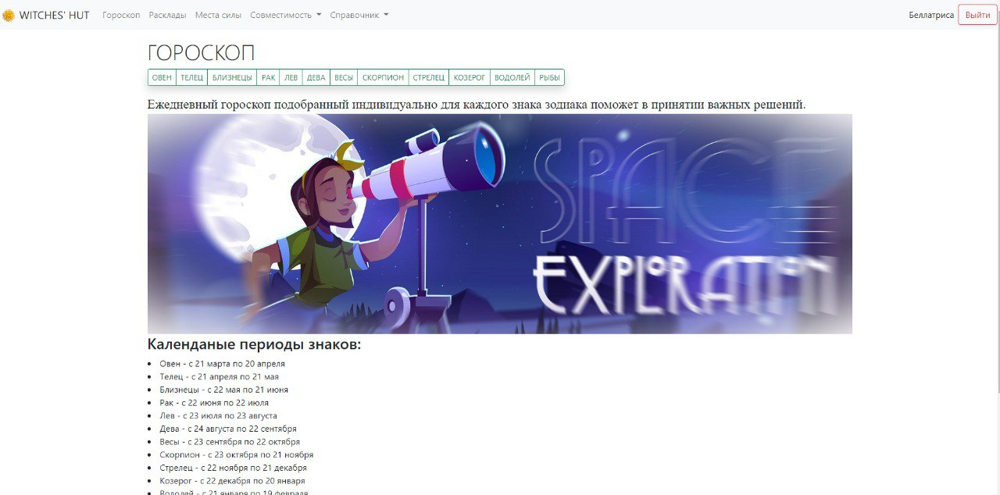 WITCHES' HUT Гороскоп Расклады Места силы Совместимость Справочник Беллатриса Выйти
ГОРОСКОП
ОВЕН ТЕЛЕЦ БЛИЗНЕЦЫ РАК ЛЕВ ДЕВА ВЕСЫ СКОРПИОН СТРЕЛЕЦ КОЗЕРОГ ВОДОЛЕЙ РЫБЫ
Ежедневный гороскоп подобранный индивидуально для каждого знака зодиака поможет в принятии важных решений.
SPACE
EXPLORATION
Календаные периоды знаков:
Овен - с 21 марта по 20 апреля
Телец - с 21 апреля по 21 мая
Близнецы - с 22 мая по 21 июня
Рак - с 22 июня по 22 июля
Лев - с 23 июля по 23 августа
Дева - с 24 августа по 22 сентября
Весы - с 23 сентября по 22 октября
Скорпион - с 23 октября по 21 ноября
Стрелец - с 22 ноября по 21 декабря
Козерог - с 22 декабря по 20 января
Водолей - с 21 января по 19 февраля